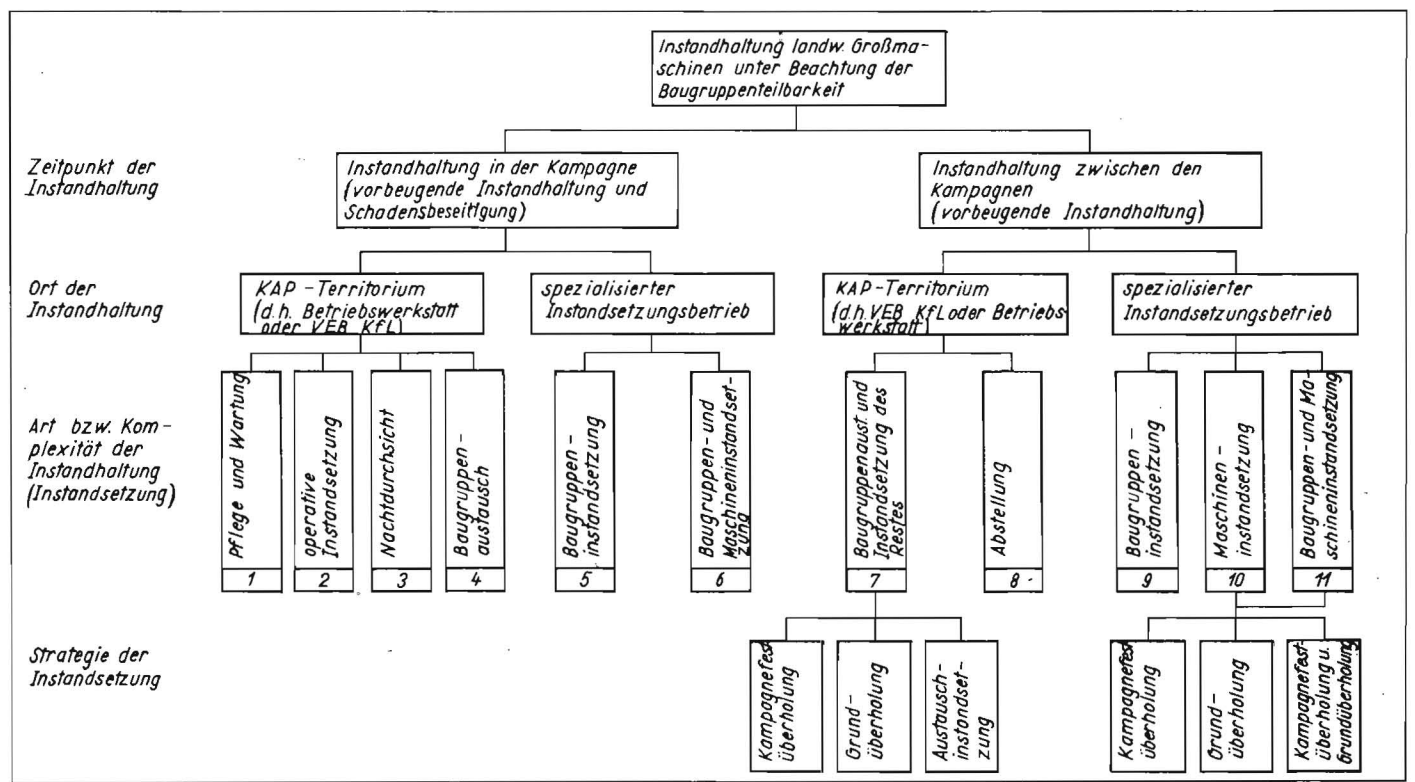 Instandhaltung landw. Großma-
schinen unter Beachtung der
Baugruppenteilbarkeit
Zeitpunkt der
Instandhaltung
Instandhaltung in der Kampagne
(vorbeugende Instandhaltung und
Schadensbeseitigung)
Instandhaltung zwischen den
Kampagnen
(vorbeugende Instandhaltung)
Ort der
Instandhaltung
KAP - Territorium
(d.h. Betriebswerkstatt
oder VEB KfL)
spezialisierter
Instandsetzungsbetrieb
KAP - Territorium
(d.h. VEB KfL oder Betriebs-
werkstatt)
spezialisierter
Instandsetzungsbetrieb
Art bzw. Kom-
plexität der
Instandhaltung
(Instandsetzung)
Pflege und Wartung
1
operative
Instandsetzung
2
Nachtdurchsicht
3
Baugruppen-
austausch
4
Baugruppen-
instandsetzung
5
Baugruppen- und
Maschineninstandset-
zung
6
Baugruppenaust. und
Instandsetzung des
Restes
7
Abstellung
8
Baugruppen-
instandsetzung
9
Maschinen-
instandsetzung
10
Baugruppen- und Ma-
schineninstandsetzung
11
Strategie der
Instandsetzung
Kampagnefest-
überholung
Grund-
überholung
Austausch-
instandset-
zung
Kampagnefest-
überholung
Grund-
überholung
Kampagnefest-
überholung u.
Grundüberholung